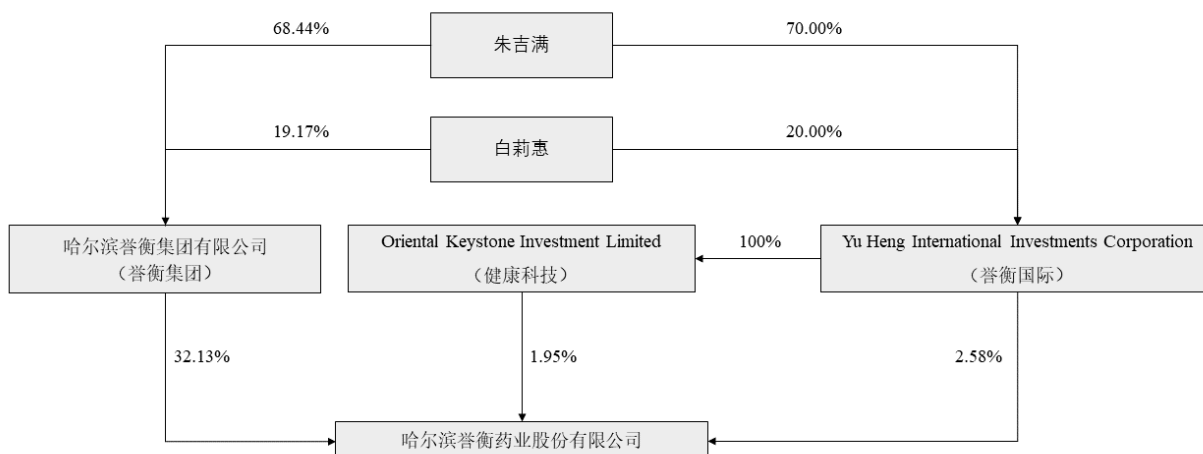 68.44%
朱吉满
70.00%
19.17%
白莉惠
20.00%
哈尔滨誉衡集团有限公司
（誉衡集团）
Oriental Keystone Investment Limited
（健康科技）
100%
Yu Heng International Investments Corporation
（誉衡国际）
32.13%
1.95%
2.58%
哈尔滨誉衡药业股份有限公司